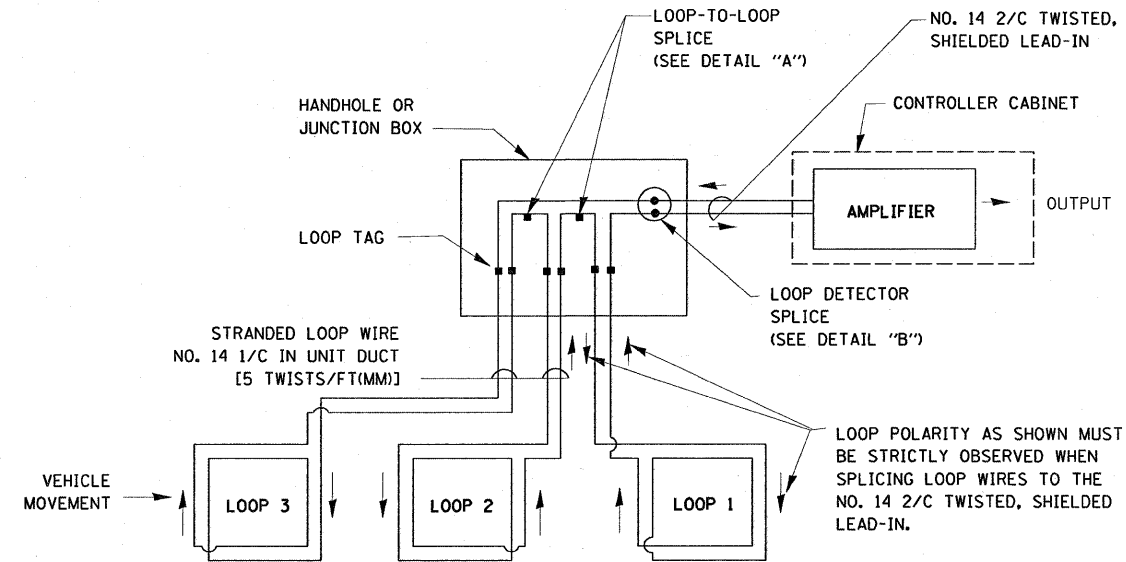 LOOP-TO-LOOP
SPLICE
(SEE DETAIL "A")
NO. 14 2/C TWISTED,
SHIELDED LEAD-IN
HANDHOLE OR
JUNCTION BOX
CONTROLLER CABINET
AMPLIFIER
OUTPUT
LOOP TAG
LOOP DETECTOR
SPLICE
(SEE DETAIL "B")
STRANDED LOOP WIRE
NO. 14 1/C IN UNIT DUCT
[5 TWISTS/FT(MM)]
LOOP POLARITY AS SHOWN MUST
BE STRICTLY OBSERVED WHEN
SPLICING LOOP WIRES TO THE
NO. 14 2/C TWISTED, SHIELDED
LEAD-IN.
VEHICLE
MOVEMENT
LOOP 3
LOOP 2
LOOP 1